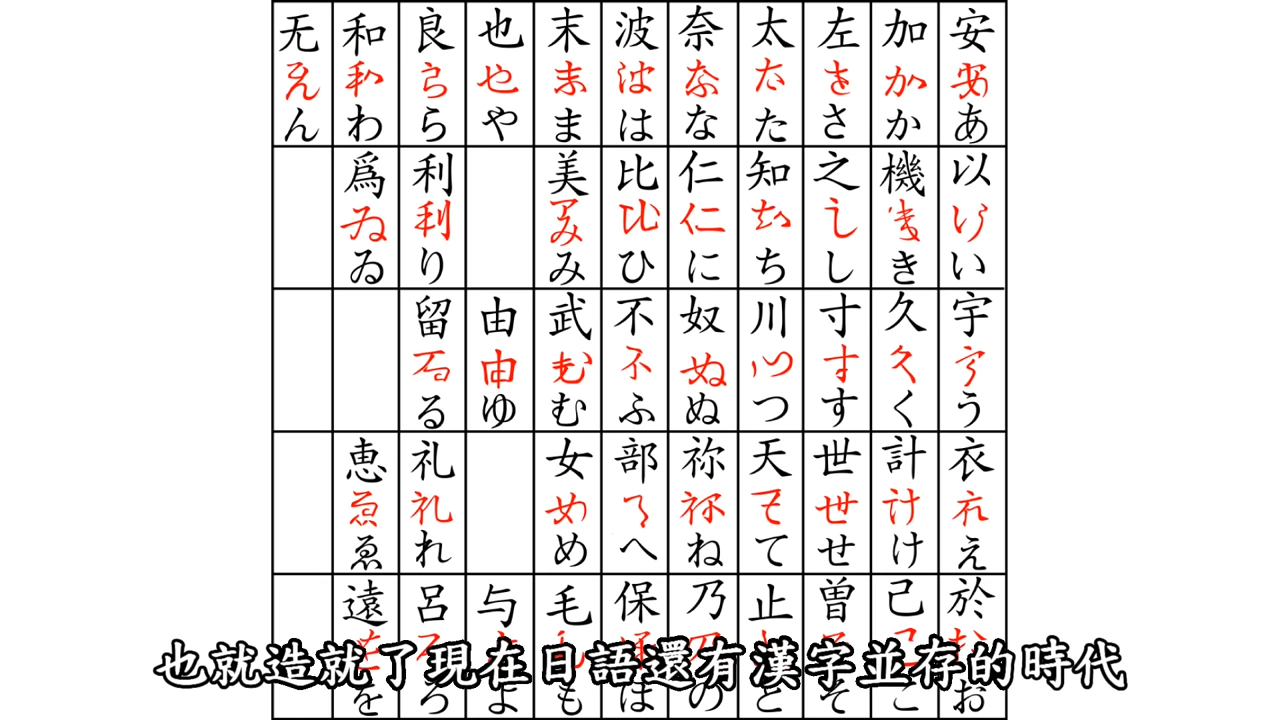 无 和 良 也 末 波 奈 太 左 加 安
ん わ ら や ま は な た さ か あ
爲 利 美 比 仁 知 之 機 以
ゐ り み ひ に ち し き い
留 由 武 不 奴 川 寸 久 宇
る ゆ む ふ ぬ つ す く う
恵 礼 女 部 祢 天 世 計 衣
ゑ れ め へ ね て せ け え
遠 呂 与 毛 保 乃 止 曽 己 於
を ろ よ も ほ の と そ こ お
也就造就了現在日語還有漢字並存的時代